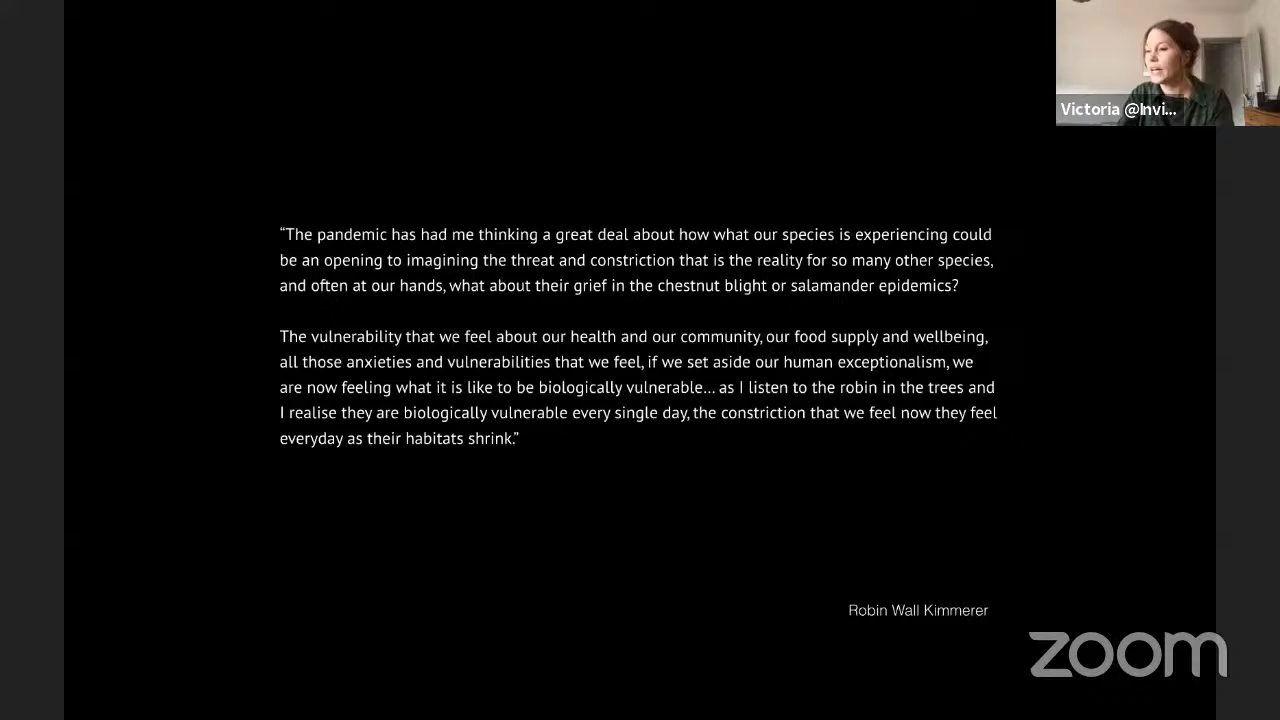 Victoria @Invi...
“The pandemic has had me thinking a great deal about how what our species is experiencing could
be an opening to imagining the threat and constriction that is the reality for so many other species,
and often at our hands, what about their grief in the chestnut blight or salamander epidemics?
The vulnerability that we feel about our health and our community, our food supply and wellbeing,
all those anxieties and vulnerabilities that we feel, if we set aside our human exceptionalism, we
are now feeling what it is like to be biologically vulnerable... as I listen to the robin in the trees and
I realise they are biologically vulnerable every single day, the constriction that we feel now they feel
everyday as their habitats shrink.”
Robin Wall Kimmerer
zoom